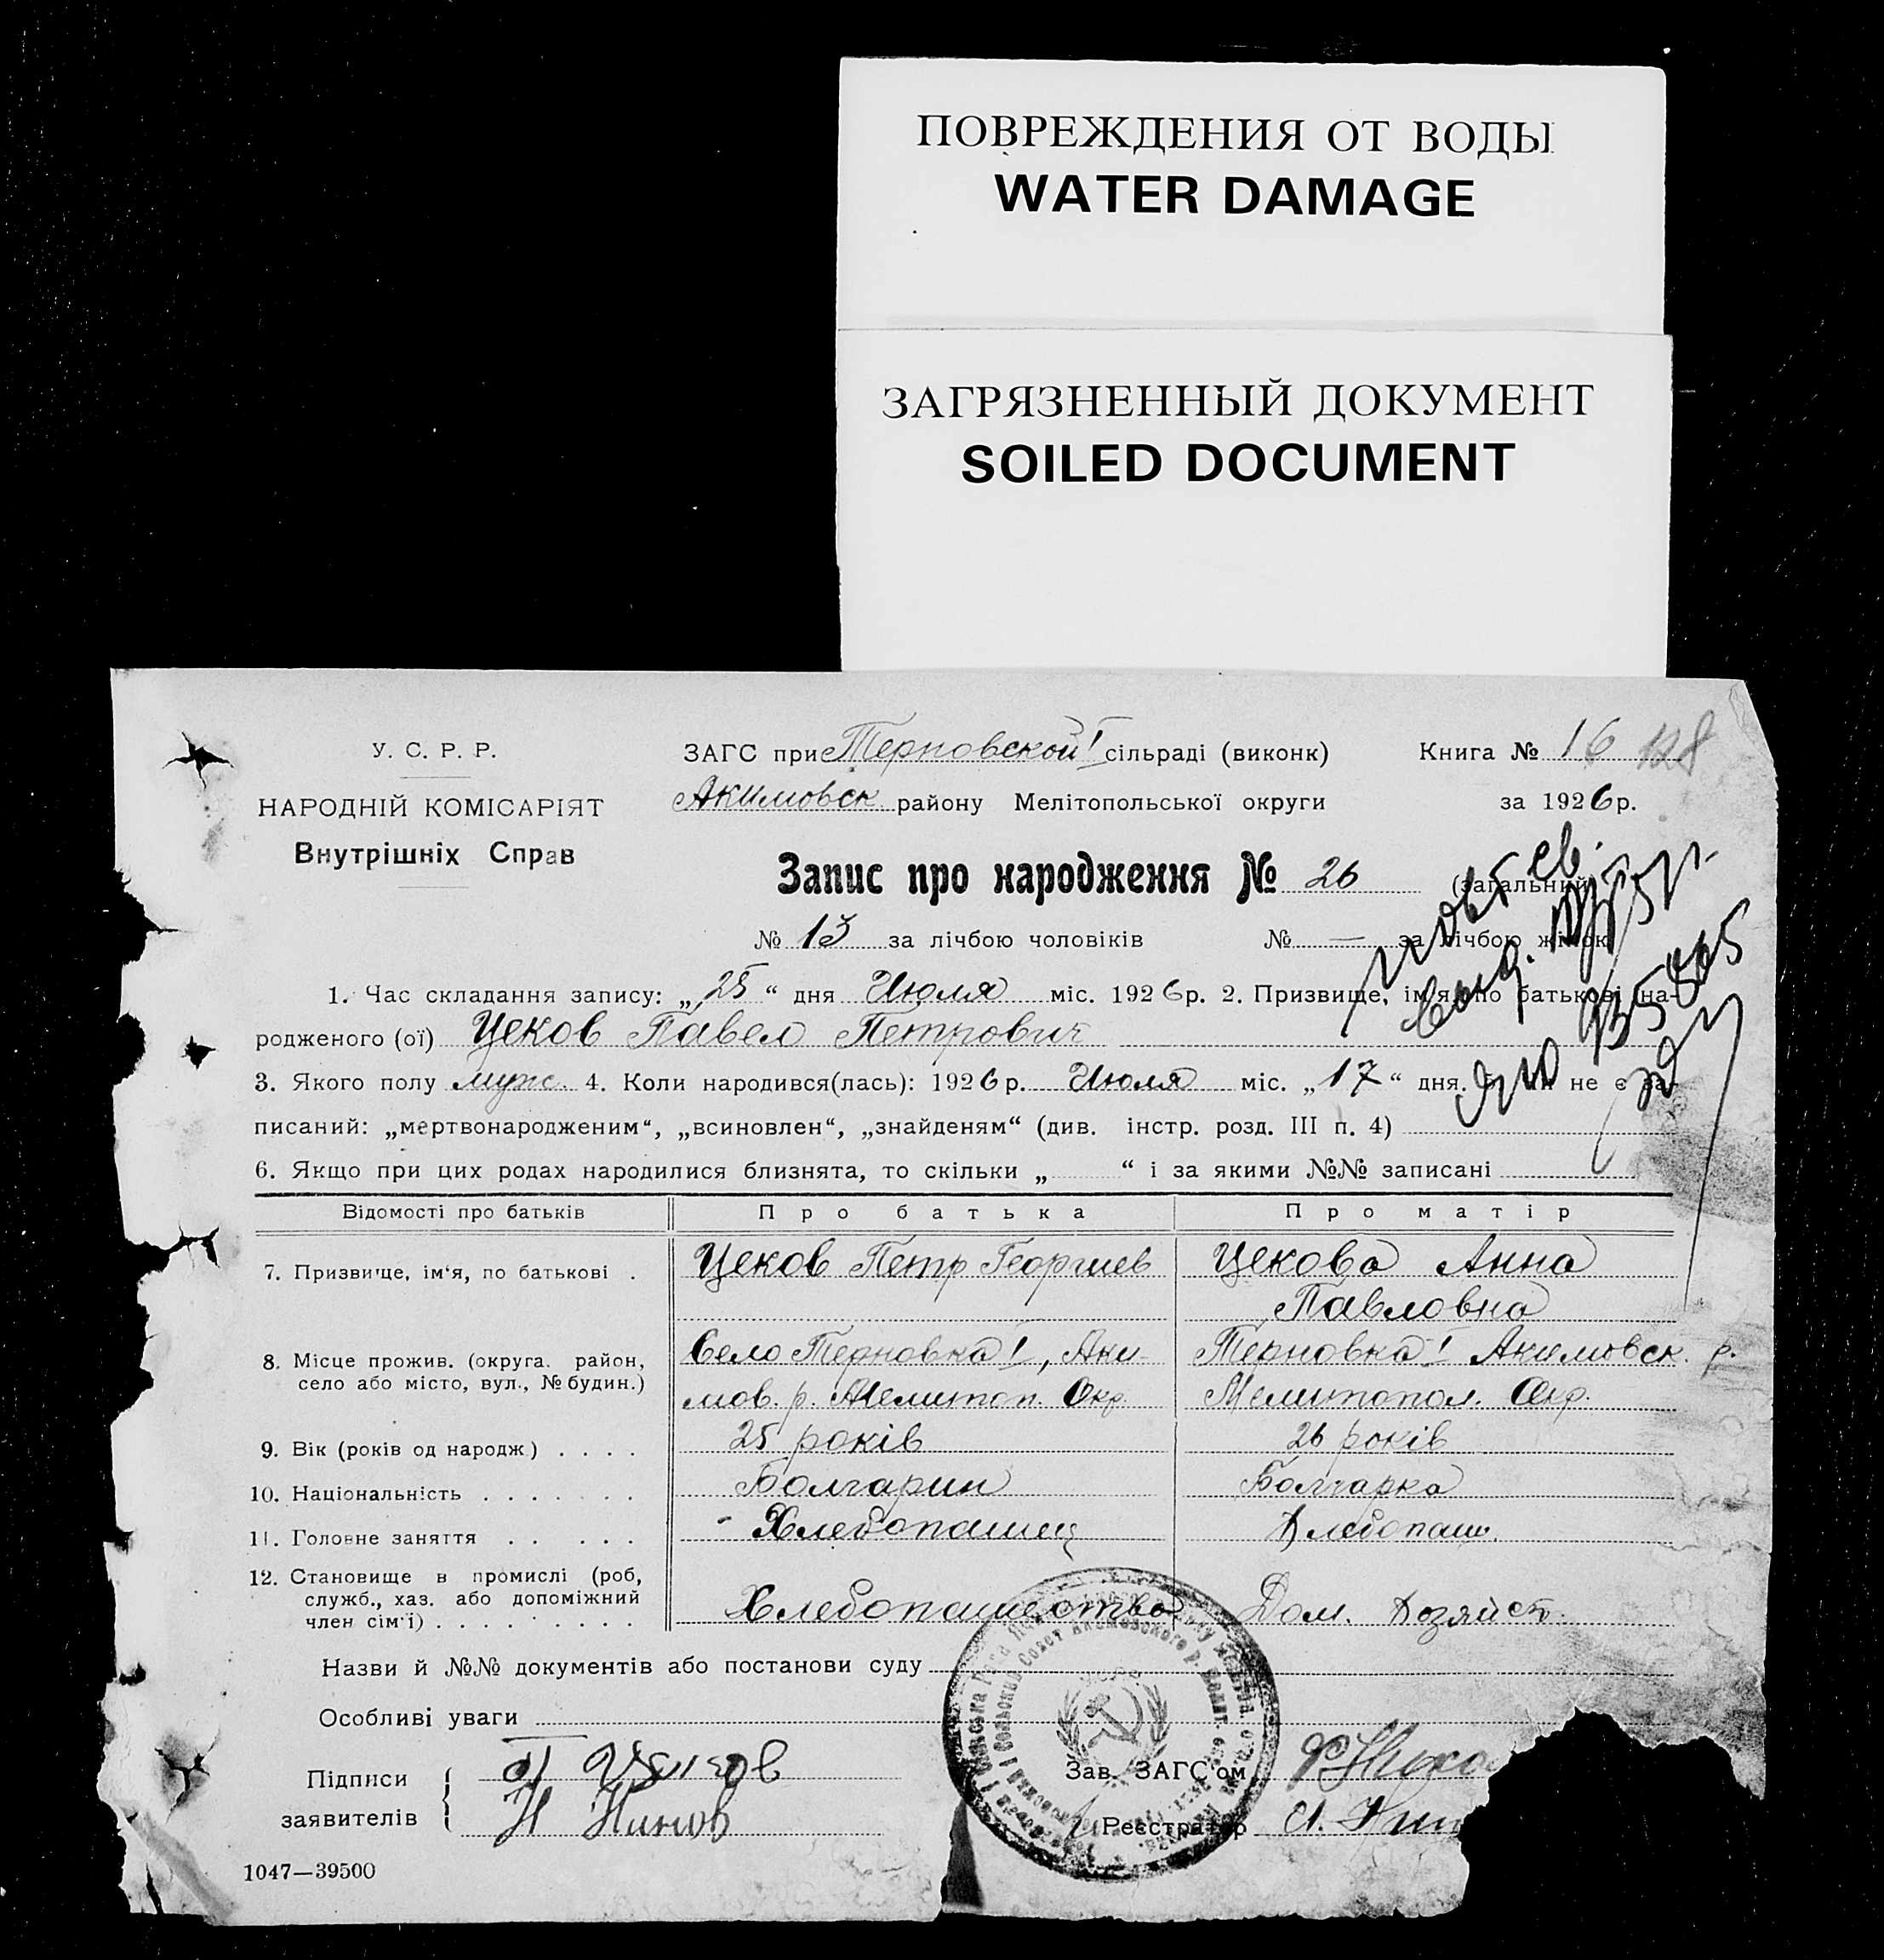 ПОВРЕЖДЕНИЯ ОТ ВОДЫ
WATER DAMAGE
ЗАГРЯЗНЕННЫЙ ДОКУМЕНТ
SOILED DOCUMENT
У. С. Р. Р.
НАРОДНІЙ КОМІСАРІЯТ
Внутрішніх Справ
ЗАГС при Терновской I сільраді (виконк) Книга № 16 128
Акимовск району Мелітопольської округи за 1926 р.
Запис про народження № 26 (загальний)
№ 13 за лічбою чоловіків № — за лічбою жінок
1. Час складання запису: „25“ дня Июля міс. 1926 р. 2. Призвище, ім'я, по батькові на-
родженого (ої) Цеков Павел Петрович
3. Якого полу муж. 4. Коли народився(лась): 1926 р. Июля міс. „17“ дня. не є за-
писаний: „мертвонародженим“, „всиновлен“, „знайденям“ (див. інстр. розд. III п. 4)
6. Якщо при цих родах народилися близнята, то скільки „ “ і за якими №№ записані
Відомості про батьків Про батька Про матір
7. Призвище, ім'я, по батькові . Цеков Петр Георгиев Цекова Анна
Павловна
8. Місце прожив. (округа. район, Село Терновка I, Аки- Терновка I Акимовск. р.
село або місто, вул., № будин.) мов. р. Мелитоп. Окр. Мелитопол. Окр.
9. Вік (років од народж) . . . . 25 років 26 років
10. Національність . . . . . . . Болгарин Болгарка
11. Головне заняття . . . . . Хлебопашец Хлебопаш.
12. Становище в промислі (роб,
служб., хаз. або допоміжний
член сім'ї) . . . . . . . . Хлебопашество Дом. Хозяйст.
Назви й №№ документів або постанови суду
Особливі уваги
Підписи Зав. ЗАГС'ом
заявителів Н Нинов Реєстратор
1047—39500